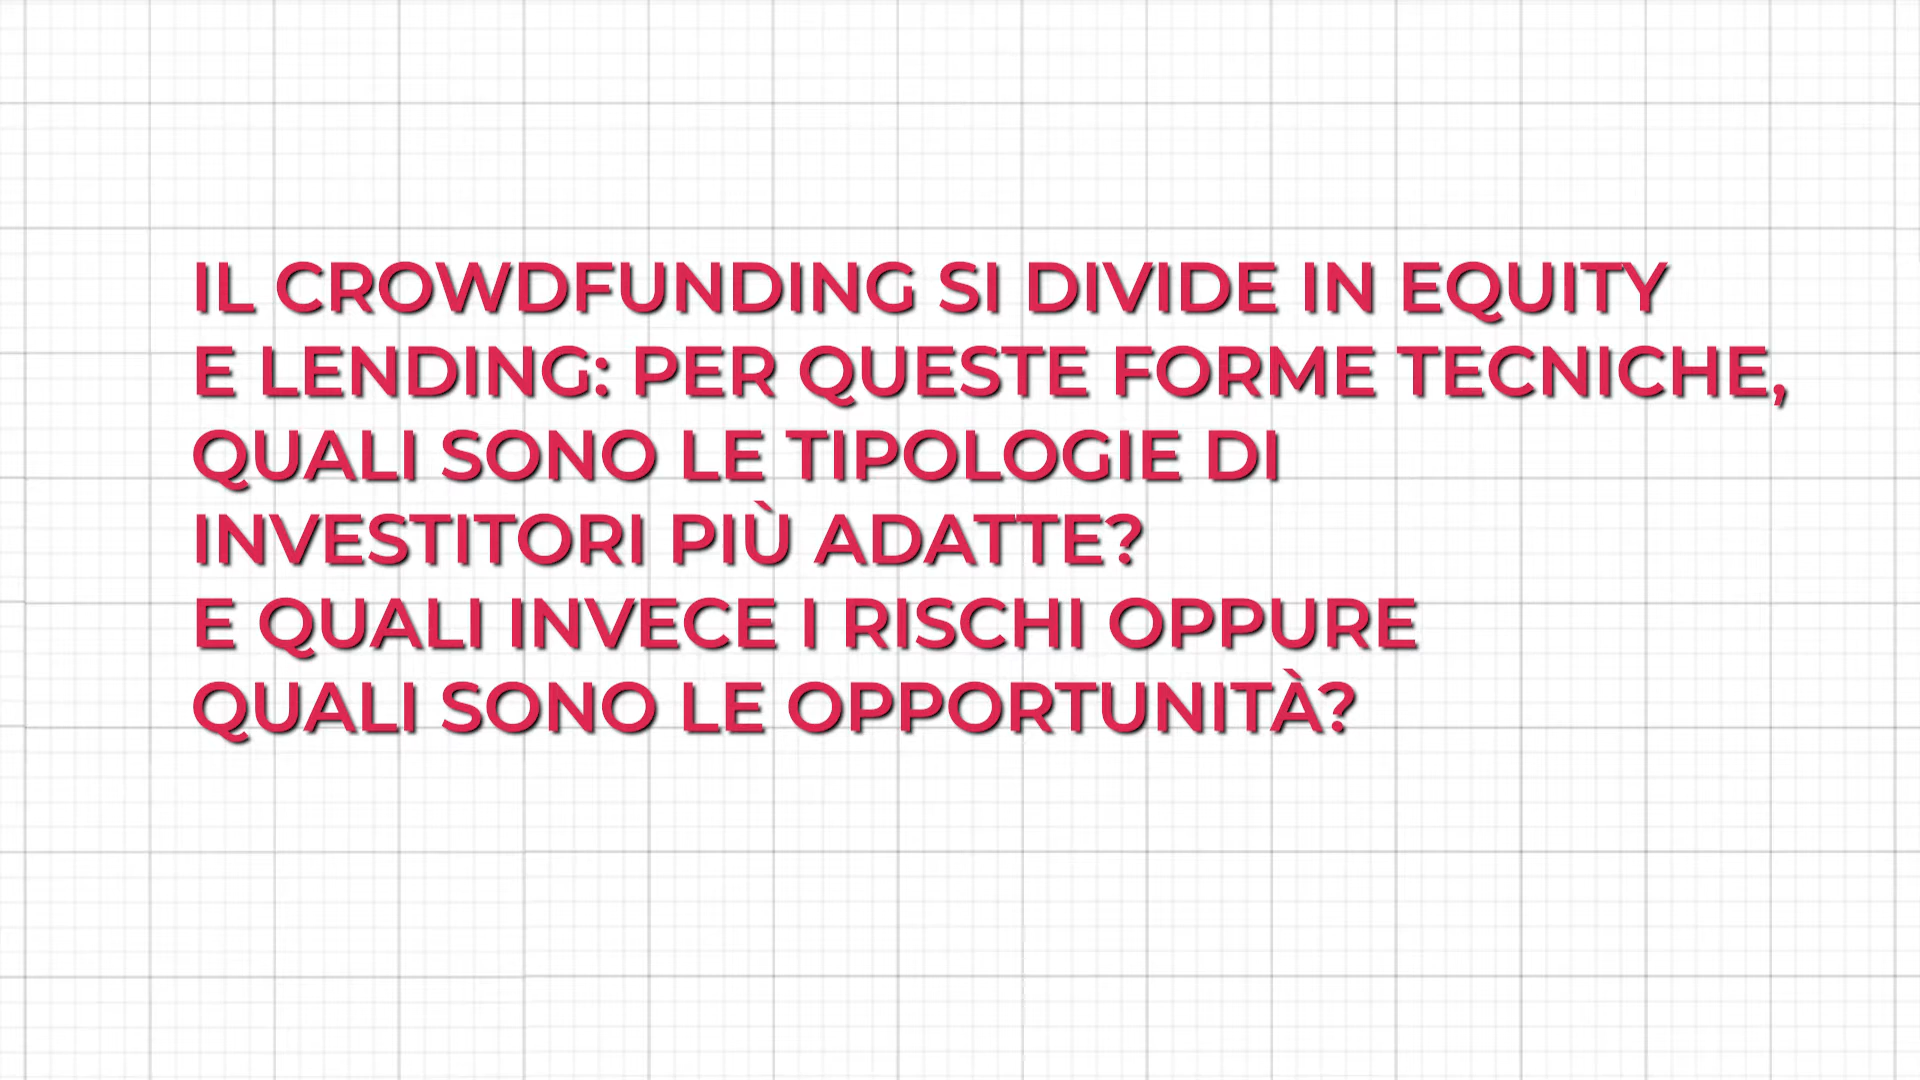 IL CROWDFUNDING SI DIVIDE IN EQUITY
E LENDING: PER QUESTE FORME TECNICHE,
QUALI SONO LE TIPOLOGIE DI
INVESTITORI PIÙ ADATTE?
E QUALI INVECE I RISCHI OPPURE
QUALI SONO LE OPPORTUNITÀ?